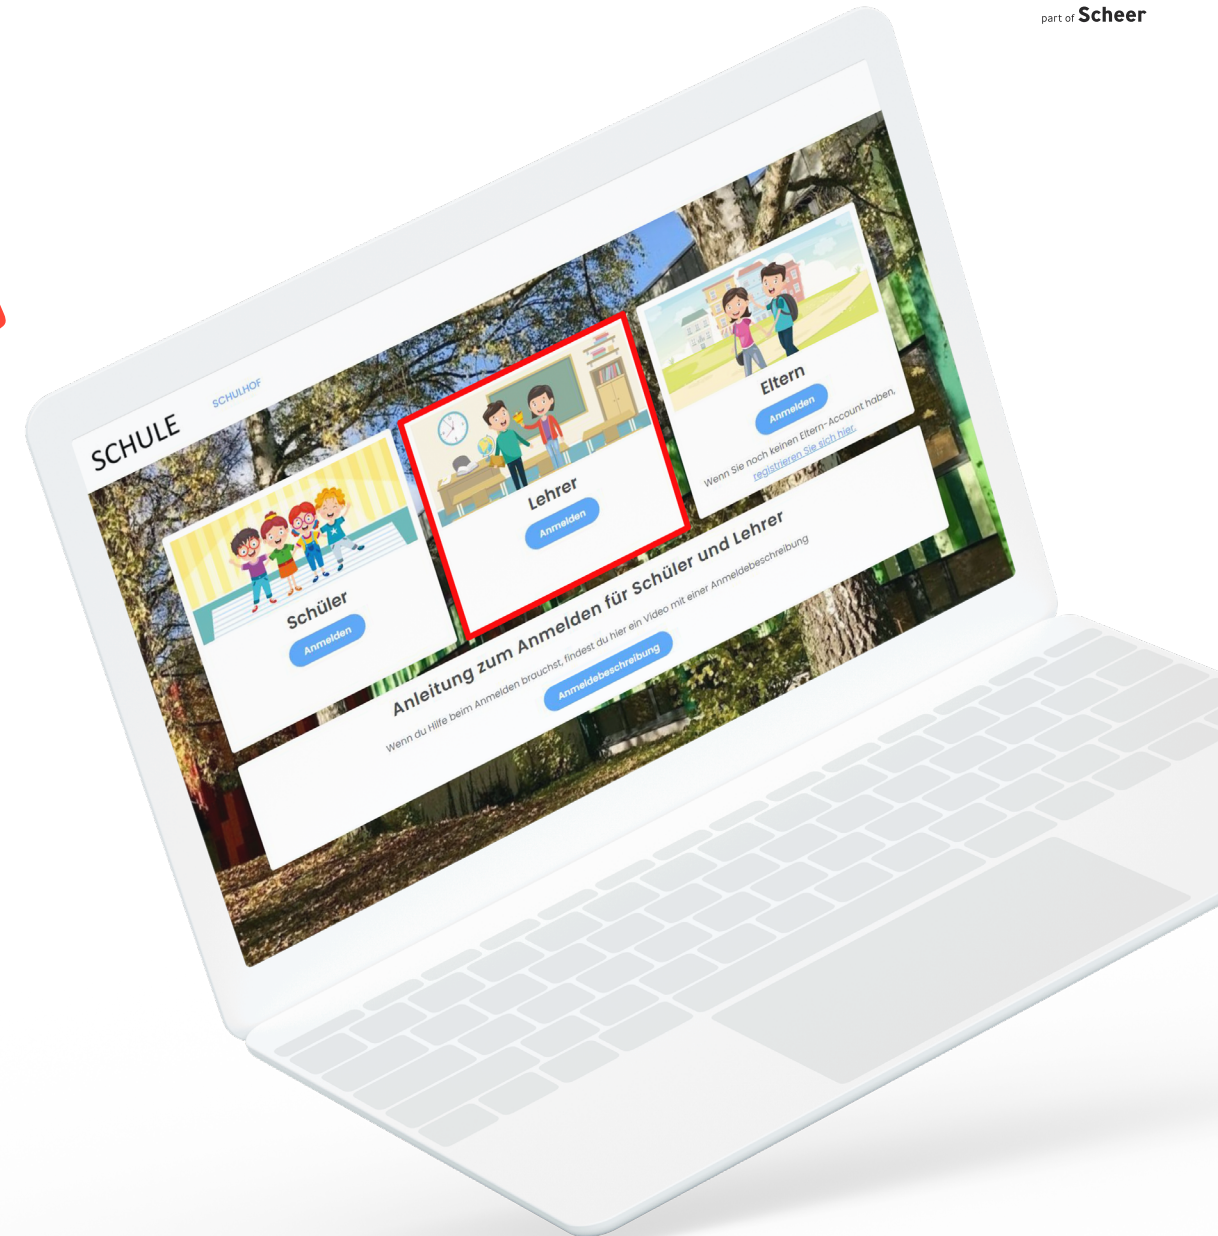 part of Scheer
SCHULE
SCHULHOF
Schüler
Anmelden
Lehrer
Anmelden
Eltern
Anmelden
Wenn Sie noch keinen Eltern-Account haben,
registrieren Sie sich hier.
Anleitung zum Anmelden für Schüler und Lehrer
Wenn du Hilfe beim Anmelden brauchst, findest du hier ein Video mit einer Anmeldebeschreibung
Anmeldebeschreibung